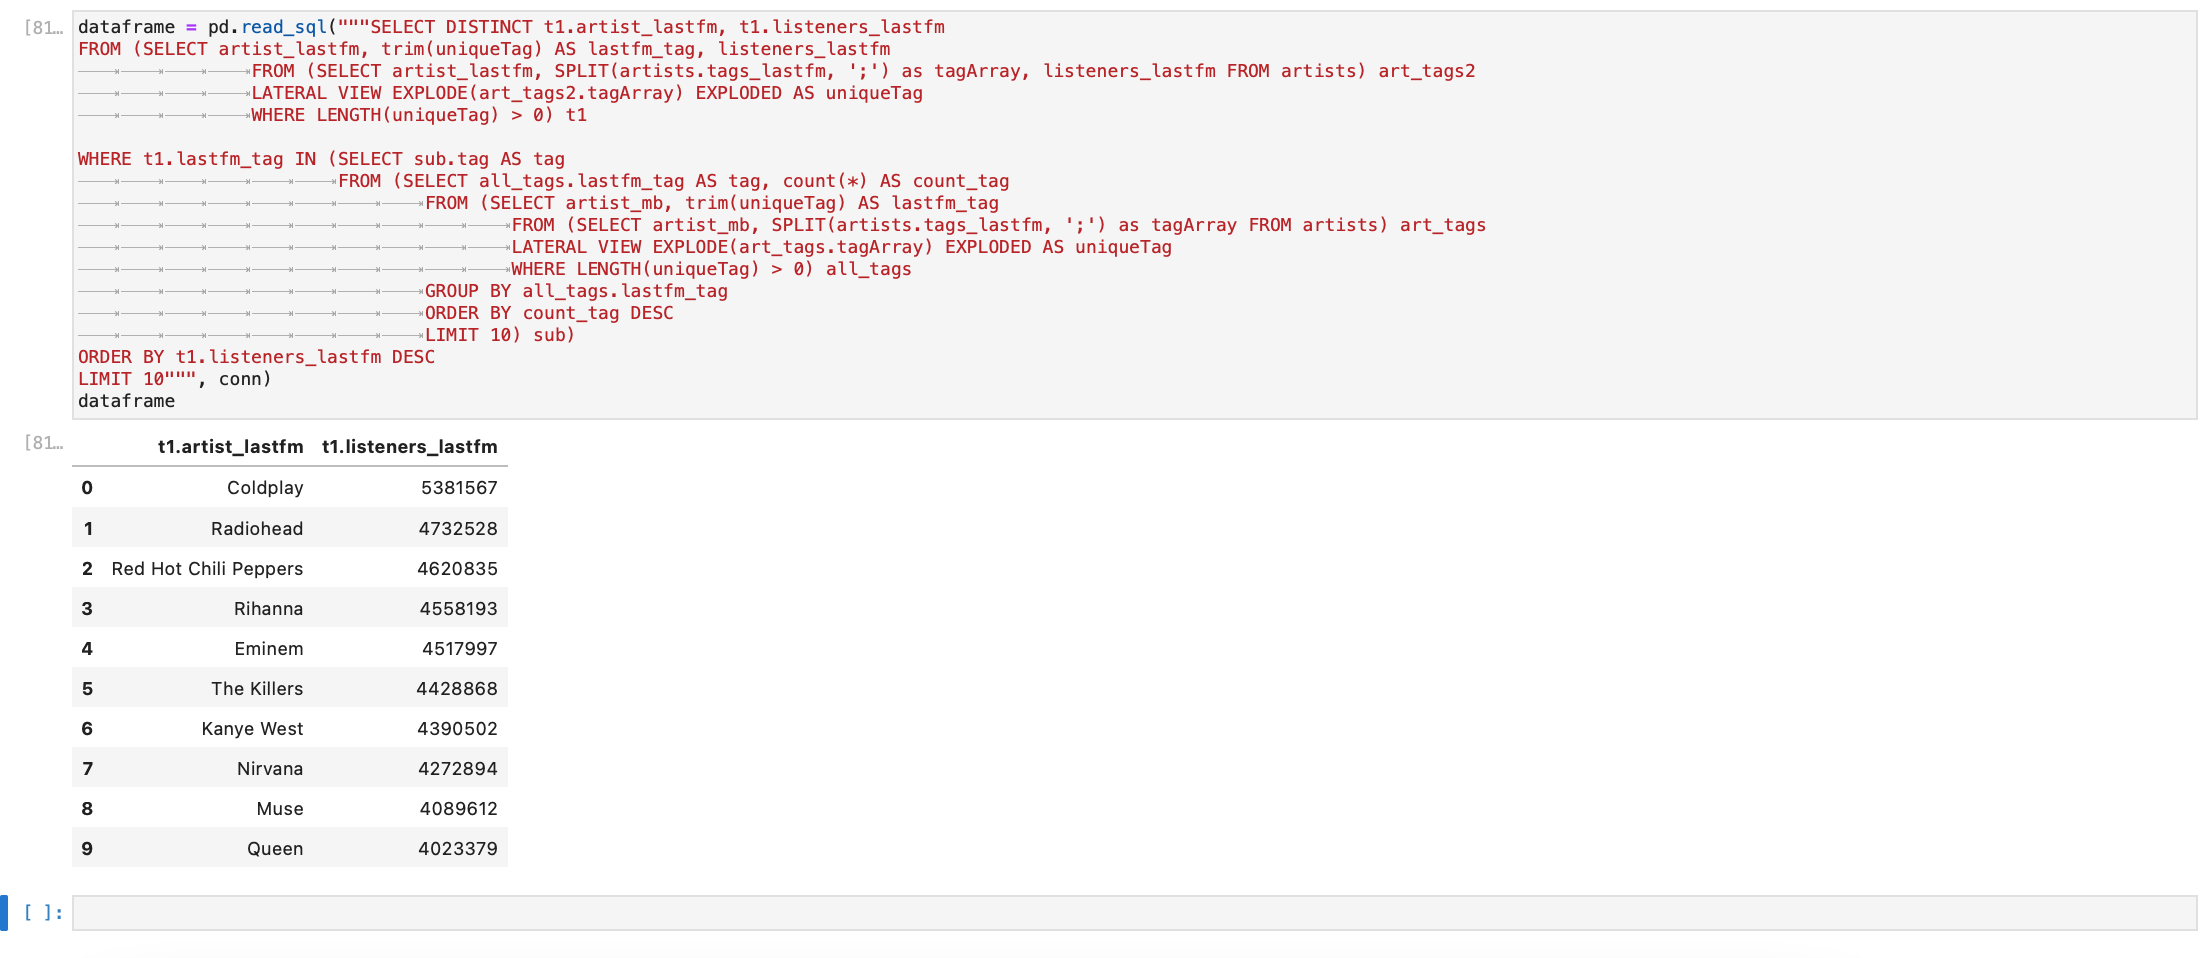 [81…
dataframe = pd.read_sql("""SELECT DISTINCT t1.artist_lastfm, t1.listeners_lastfm
FROM (SELECT artist_lastfm, trim(uniqueTag) AS lastfm_tag, listeners_lastfm
FROM (SELECT artist_lastfm, SPLIT(artists.tags_lastfm, ';') as tagArray, listeners_lastfm FROM artists) art_tags2
LATERAL VIEW EXPLODE(art_tags2.tagArray) EXPLODED AS uniqueTag
WHERE LENGTH(uniqueTag) > 0) t1
WHERE t1.lastfm_tag IN (SELECT sub.tag AS tag
FROM (SELECT all_tags.lastfm_tag AS tag, count(*) AS count_tag
FROM (SELECT artist_mb, trim(uniqueTag) AS lastfm_tag
FROM (SELECT artist_mb, SPLIT(artists.tags_lastfm, ';') as tagArray FROM artists) art_tags
LATERAL VIEW EXPLODE(art_tags.tagArray) EXPLODED AS uniqueTag
WHERE LENGTH(uniqueTag) > 0) all_tags
GROUP BY all_tags.lastfm_tag
ORDER BY count_tag DESC
LIMIT 10) sub)
ORDER BY t1.listeners_lastfm DESC
LIMIT 10""", conn)
dataframe
[81…
t1.artist_lastfm t1.listeners_lastfm
0 Coldplay 5381567
1 Radiohead 4732528
2 Red Hot Chili Peppers 4620835
3 Rihanna 4558193
4 Eminem 4517997
5 The Killers 4428868
6 Kanye West 4390502
7 Nirvana 4272894
8 Muse 4089612
9 Queen 4023379
[ ]: